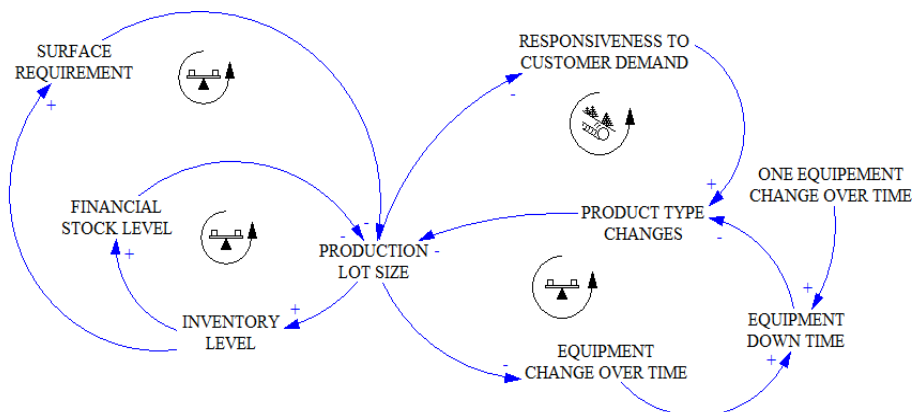 SURFACE
REQUIREMENT
+
RESPONSIVENESS TO
CUSTOMER DEMAND
-
ONE EQUIPEMENT
CHANGE OVER TIME
+
FINANCIAL
STOCK LEVEL
+
PRODUCT TYPE
CHANGES
-
-
-
-
PRODUCTION
LOT SIZE
+
INVENTORY
LEVEL
+
EQUIPMENT
DOWN TIME
+
-
EQUIPMENT
CHANGE OVER TIME